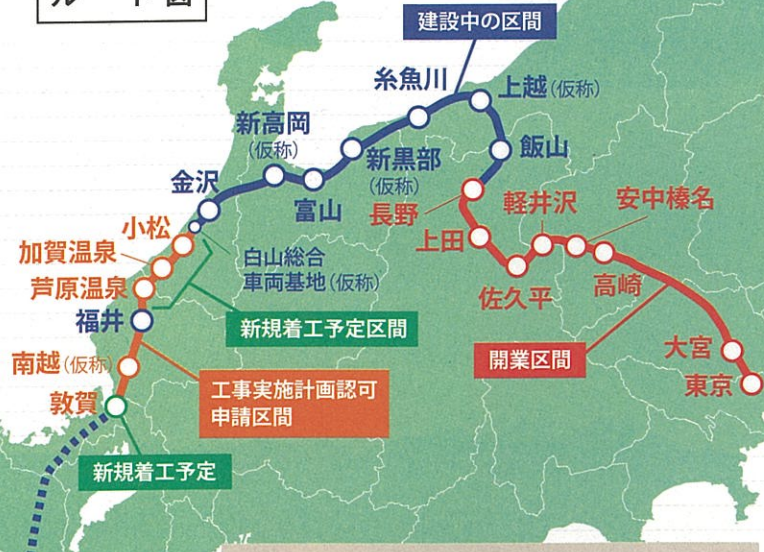 ルート図
建設中の区間
糸魚川
上越(仮称)
新高岡
(仮称)
新黒部
(仮称)
飯山
金沢
富山
長野
軽井沢
安中榛名
小松
上田
加賀温泉
白山総合
車両基地(仮称)
芦原温泉
佐久平
高崎
福井
新規着工予定区間
南越(仮称)
工事実施計画認可
申請区間
開業区間
大宮
東京
敦賀
新規着工予定